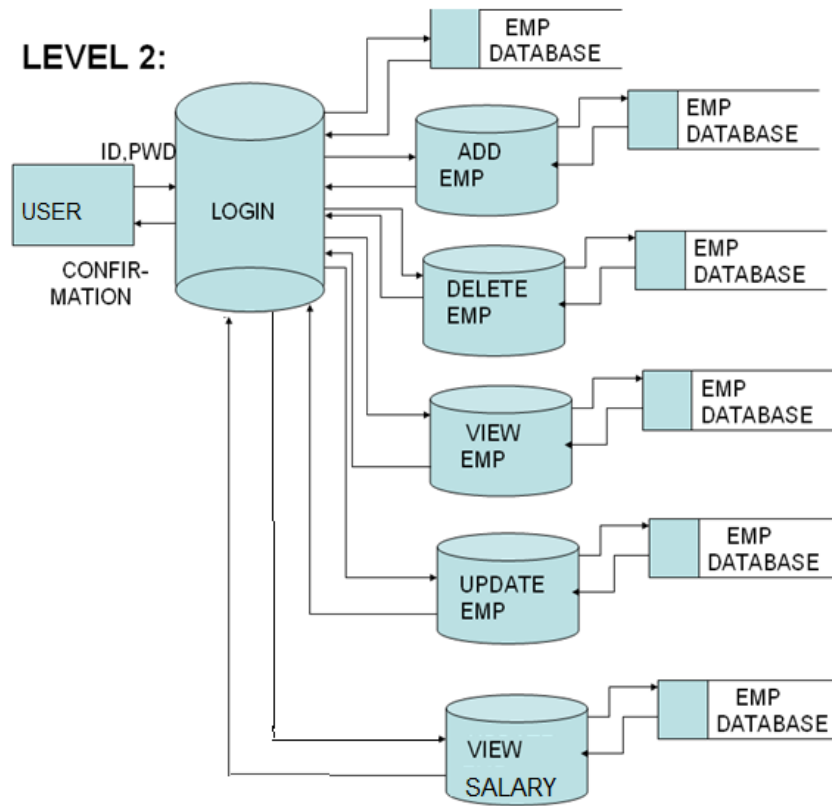 LEVEL 2:
EMP
DATABASE
EMP
DATABASE
ID,PWD
ADD
EMP
USER
LOGIN
CONFIR-
MATION
EMP
DATABASE
DELETE
EMP
EMP
DATABASE
VIEW
EMP
EMP
DATABASE
UPDATE
EMP
EMP
DATABASE
VIEW
SALARY